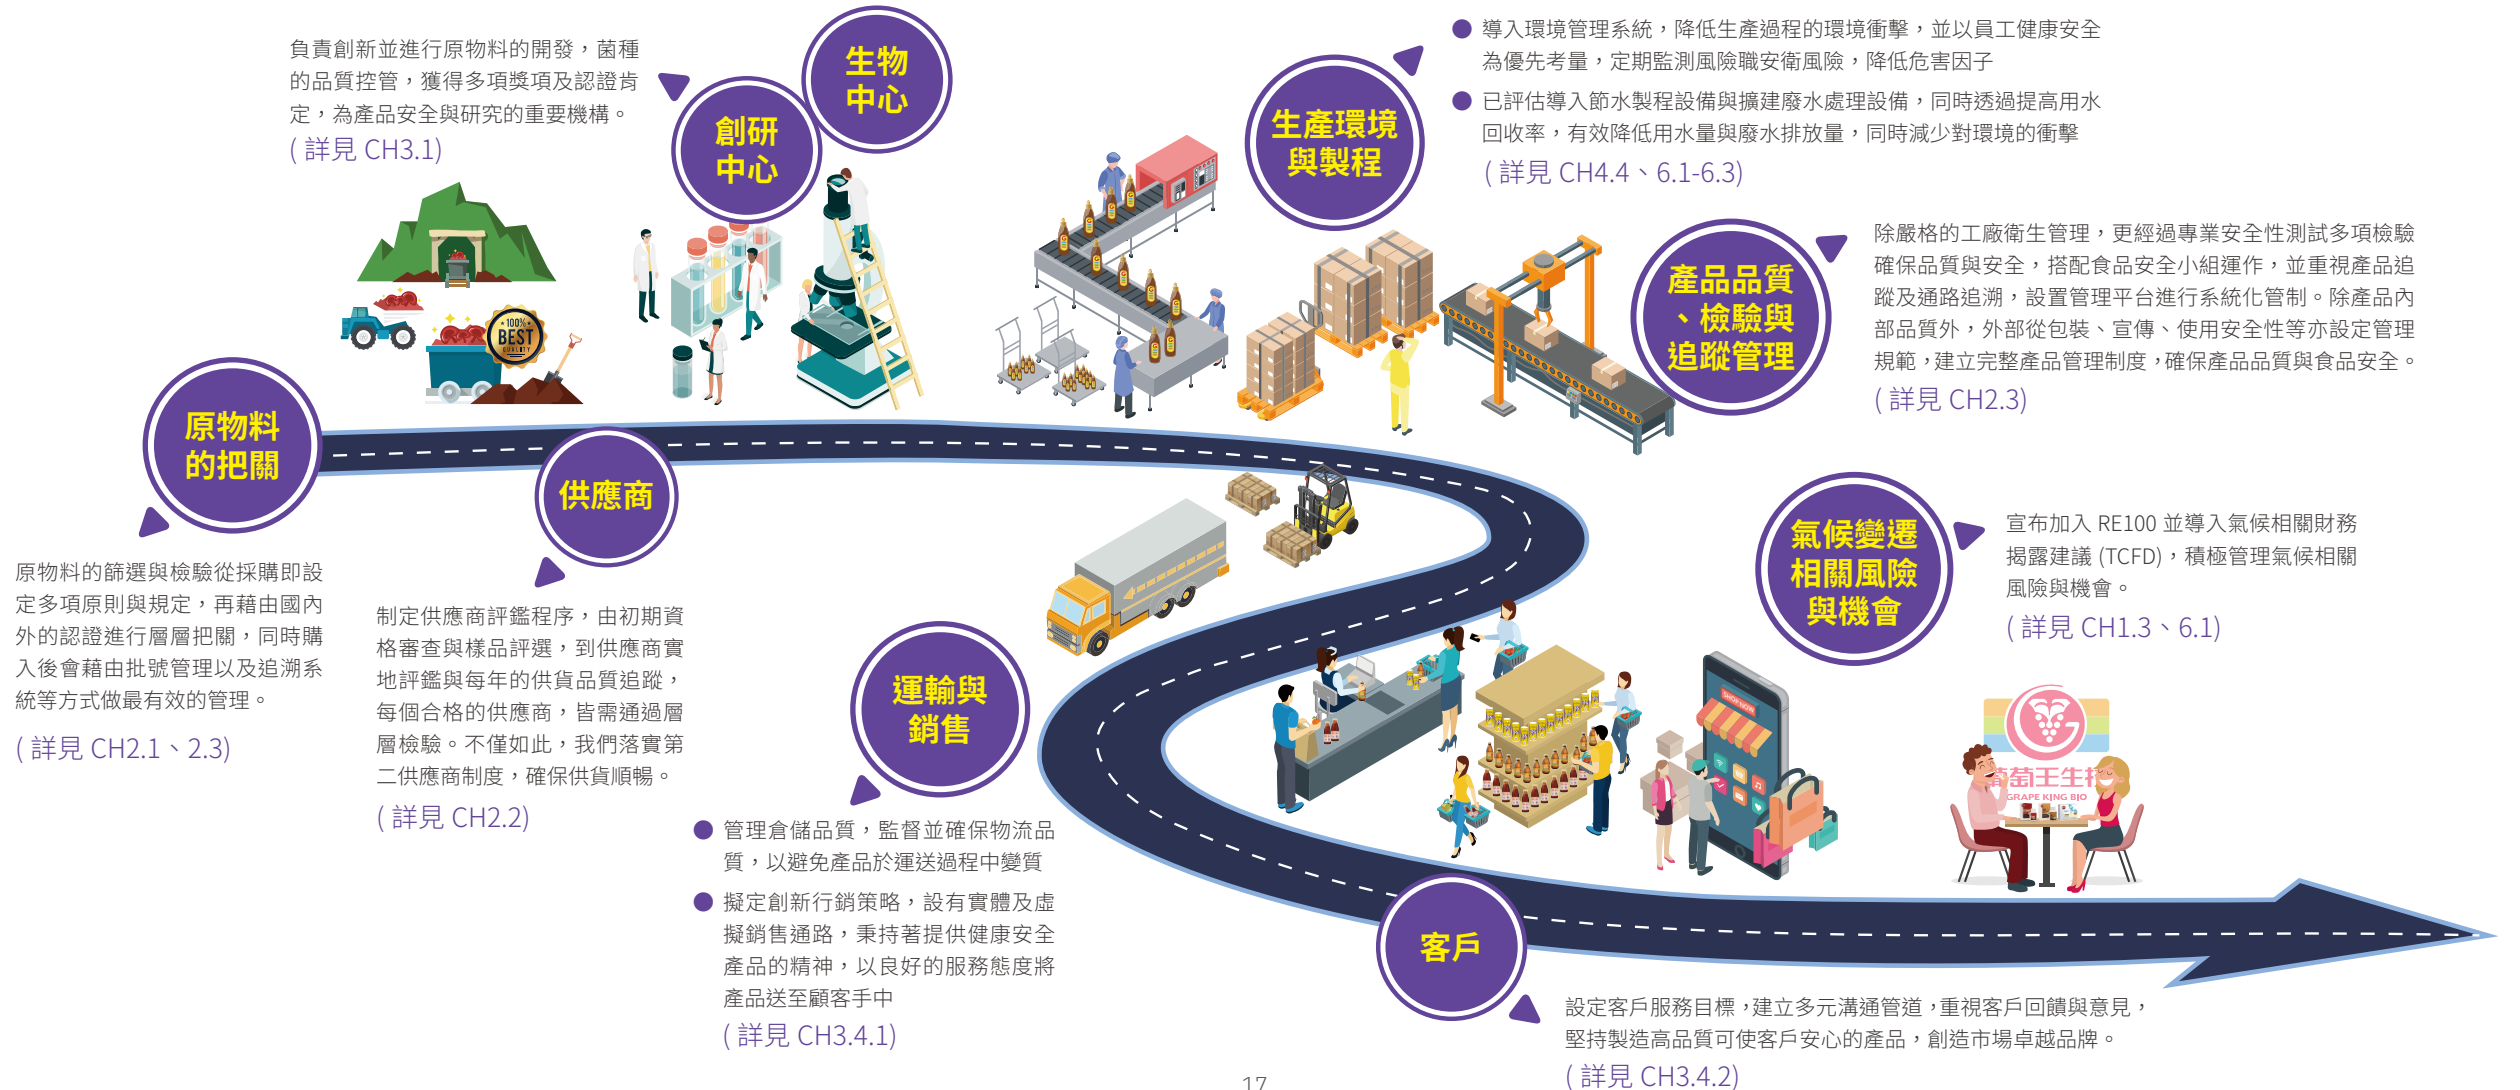 原物料
的把關
原物料的篩選與檢驗從採購即設
定多項原則與規定，再藉由國內
外的認證進行層層把關，同時購
入後會藉由批號管理以及追溯系
統等方式做最有效的管理。
( 詳見 CH2.1、2.3)
供應商
制定供應商評鑑程序，由初期資
格審查與樣品評選，到供應商實
地評鑑與每年的供貨品質追蹤，
每個合格的供應商，皆需通過層
層檢驗。不僅如此，我們落實第
二供應商制度，確保供貨順暢。
( 詳見 CH2.2)
創研
中心
生物
中心
負責創新並進行原物料的開發，菌種
的品質控管，獲得多項獎項及認證肯
定，為產品安全與研究的重要機構。
( 詳見 CH3.1)
100%
BEST
QUALITY
生產環境
與製程
● 導入環境管理系統，降低生產過程的環境衝擊，並以員工健康安全
為優先考量，定期監測風險職安衛風險，降低危害因子
● 已評估導入節水製程設備與擴建廢水處理設備，同時透過提高用水
回收率，有效降低用水量與廢水排放量，同時減少對環境的衝擊
( 詳見 CH4.4、6.1-6.3)
產品品質
、檢驗與
追蹤管理
除嚴格的工廠衛生管理，更經過專業安全性測試多項檢驗
確保品質與安全，搭配食品安全小組運作，並重視產品追
蹤及通路追溯，設置管理平台進行系統化管制。除產品內
部品質外，外部從包裝、宣傳、使用安全性等亦設定管理
規範，建立完整產品管理制度，確保產品品質與食品安全。
( 詳見 CH2.3)
運輸與
銷售
● 管理倉儲品質，監督並確保物流品
質，以避免產品於運送過程中變質
● 擬定創新行銷策略，設有實體及虛
擬銷售通路，秉持著提供健康安全
產品的精神，以良好的服務態度將
產品送至顧客手中
( 詳見 CH3.4.1)
氣候變遷
相關風險
與機會
宣布加入 RE100 並導入氣候相關財務
揭露建議 (TCFD)，積極管理氣候相關
風險與機會。
( 詳見 CH1.3、6.1)
SHOP NOW
葡萄王生技
GRAPE KING BIO
客戶
設定客戶服務目標，建立多元溝通管道，重視客戶回饋與意見，
堅持製造高品質可使客戶安心的產品，創造市場卓越品牌。
( 詳見 CH3.4.2)
17